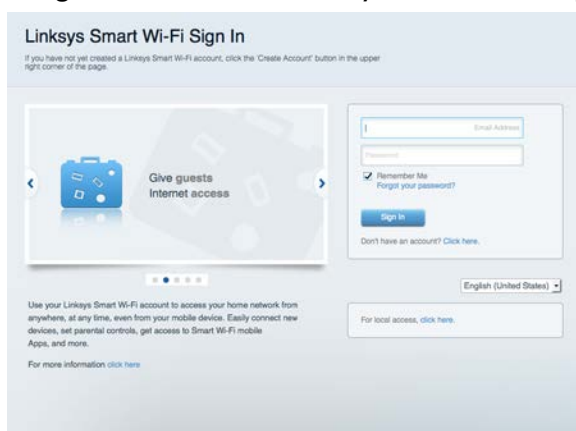 Linksys Smart Wi-Fi Sign In
If you have not yet created a Linksys Smart Wi-Fi account, click the 'Create Account' button in the upper
right corner of the page.
Email Address
Password
Give guests
Internet access
Remember Me
Forgot your password?
Sign In
Don't have an account? Click here.
English (United States)
Use your Linksys Smart Wi-Fi account to access your home network from
anywhere, at any time, even from your mobile device. Easily connect new
devices, set parental controls, get access to Smart Wi-Fi mobile
Apps, and more.
For local access, click here.
For more information click here